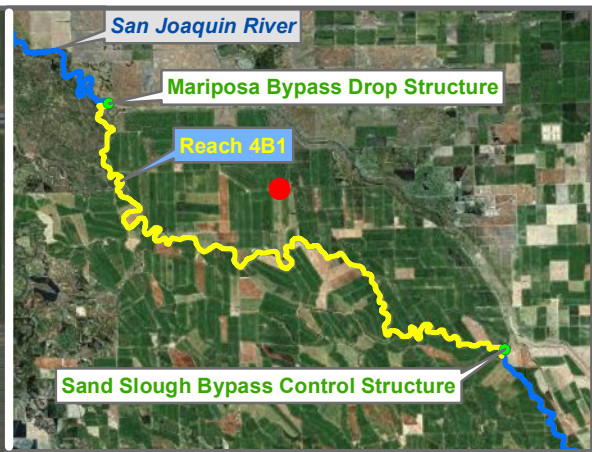 San Joaquin River
Mariposa Bypass Drop Structure
Reach 4B1
Sand Slough Bypass Control Structure